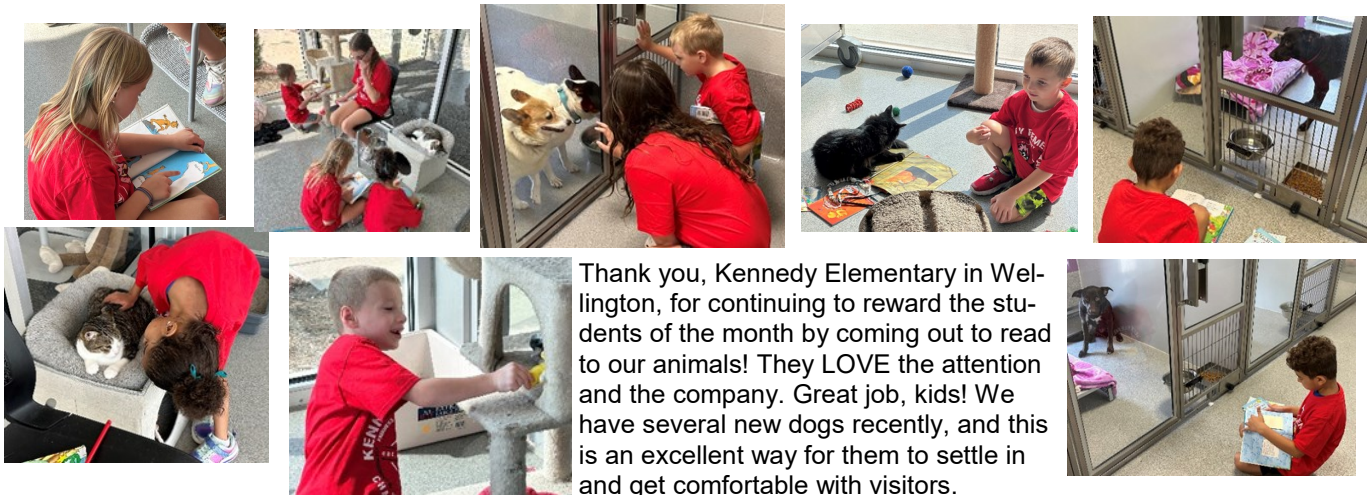 Thank you, Kennedy Elementary in Wel-
lington, for continuing to reward the stu-
dents of the month by coming out to read
to our animals! They LOVE the attention
and the company. Great job, kids! We
have several new dogs recently, and this
is an excellent way for them to settle in
and get comfortable with visitors.